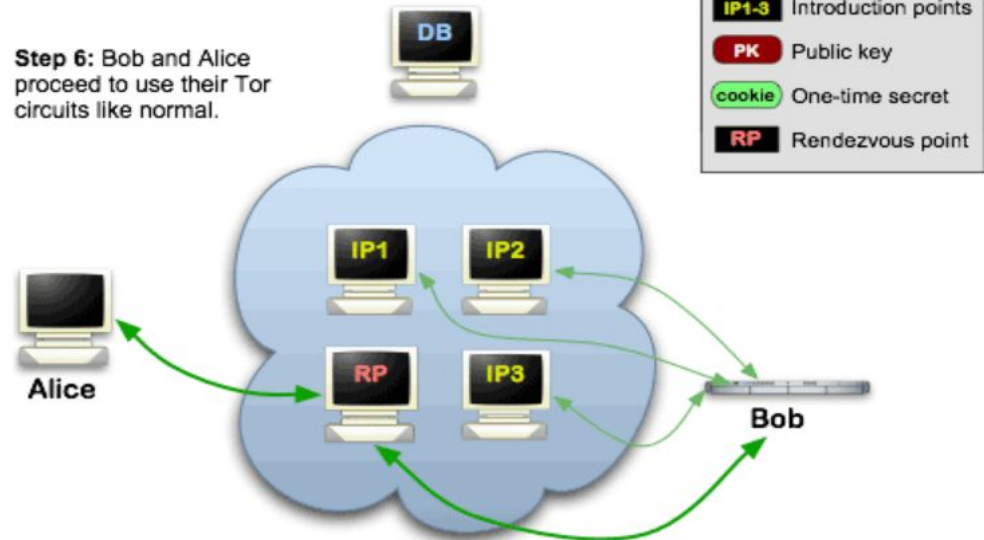 Step 6: Bob and Alice
proceed to use their Tor
circuits like normal.
DB
IP1-3 Introduction points
PK Public key
cookie One-time secret
RP Rendezvous point
IP1
IP2
Alice
RP
IP3
Bob